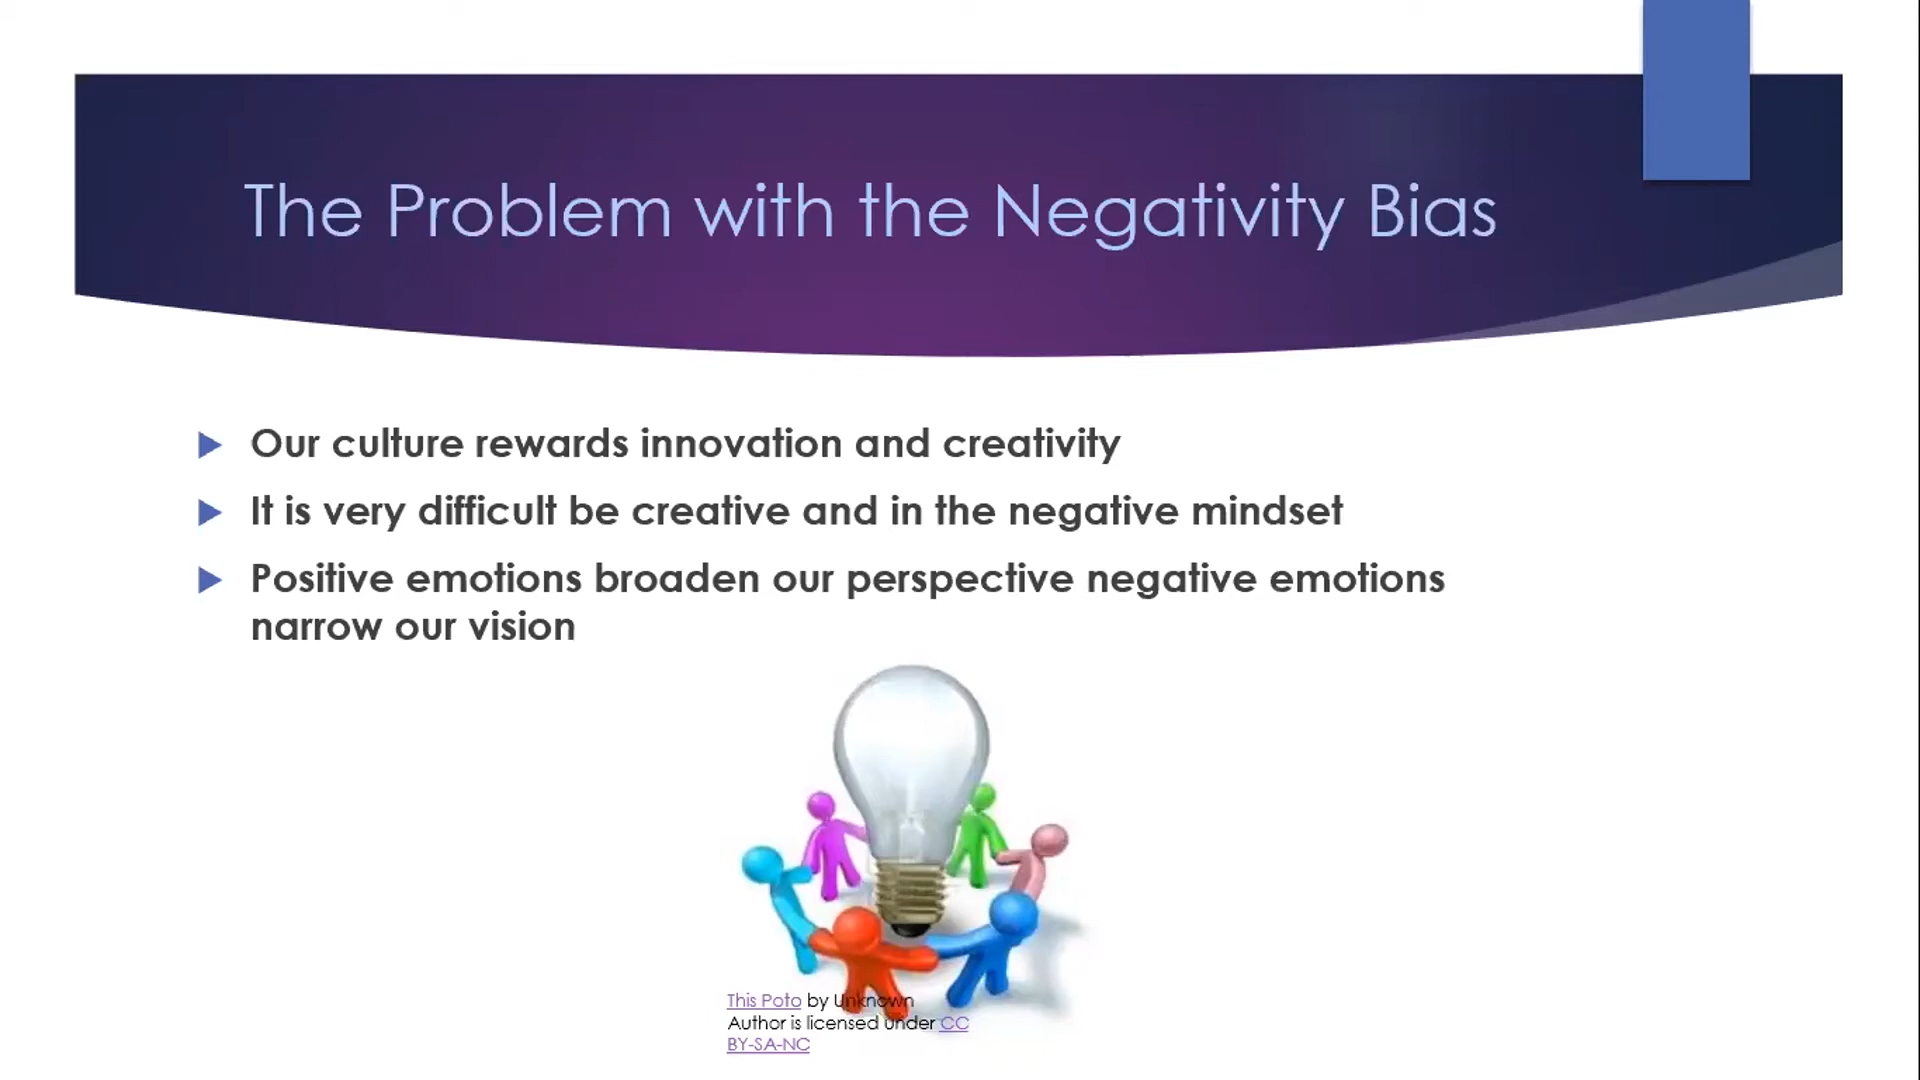 The Problem with the Negativity Bias
Our culture rewards innovation and creativity
It is very difficult be creative and in the negative mindset
Positive emotions broaden our perspective negative emotions
narrow our vision
This Poto by Unknown
Author is licensed under CC
BY-SA-NC